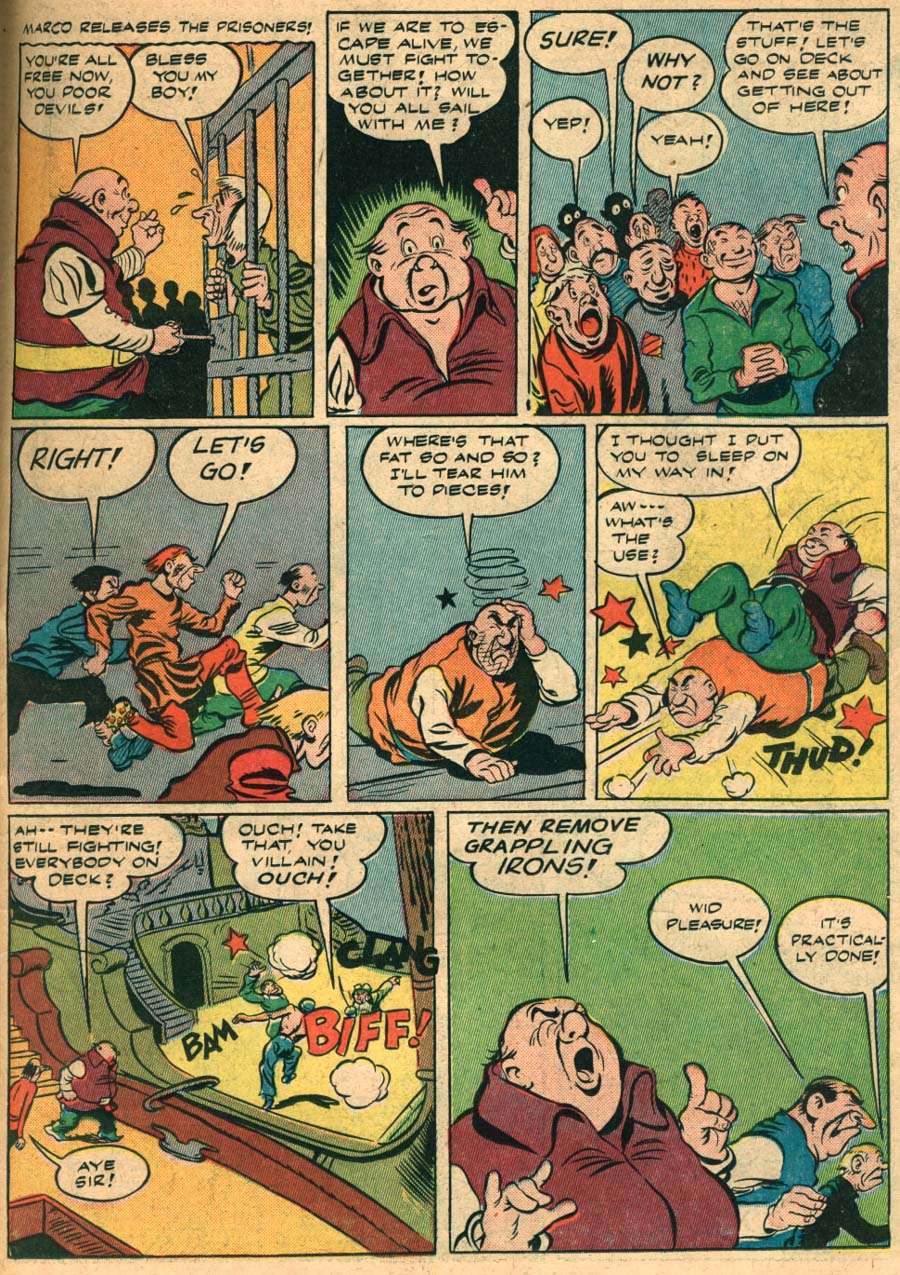 MARCO RELEASES THE PRISONERS!
YOU'RE ALL
FREE NOW,
YOU POOR
DEVILS!
BLESS
YOU MY
BOY!
IF WE ARE TO ES-
CAPE ALIVE, WE
MUST FIGHT TO-
GETHER! HOW
ABOUT IT? WILL
YOU ALL SAIL
WITH ME?
SURE!
YEP!
WHY
NOT?
YEAH!
THAT'S THE
STUFF! LET'S
GO ON DECK
AND SEE ABOUT
GETTING OUT
OF HERE!
RIGHT!
LET'S
GO!
WHERE'S THAT
FAT SO AND SO?
I'LL TEAR HIM
TO PIECES!
I THOUGHT I PUT
YOU TO SLEEP ON
MY WAY IN!
AW---
WHAT'S
THE
USE?
THUD!
AH-- THEY'RE
STILL FIGHTING!
EVERYBODY ON
DECK?
OUCH! TAKE
THAT, YOU
VILLAIN!
OUCH!
CLANG
BAM
BIFF!
AYE
SIR!
THEN REMOVE
GRAPPLING
IRONS!
WID
PLEASURE!
IT'S
PRACTICAL-
LY DONE!